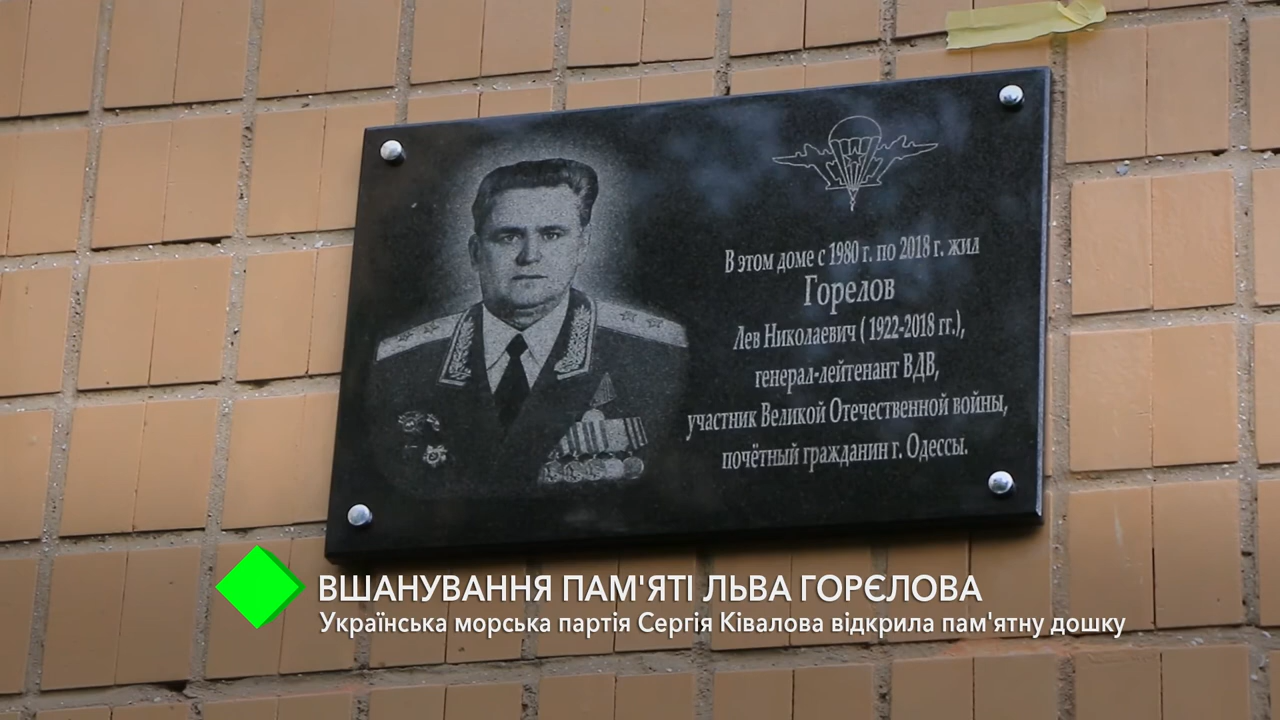 В этом доме с 1980 г. по 2018 г. жил
Горелов
Лев Николаевич ( 1922-2018 гг.),
генерал-лейтенант ВДВ,
участник Великой Отечественной войны,
почётный гражданин г. Одессы.
ВШАНУВАННЯ ПАМ'ЯТІ ЛЬВА ГОРЄЛОВА
Українська морська партія Сергія Ківалова відкрила пам'ятну дошку